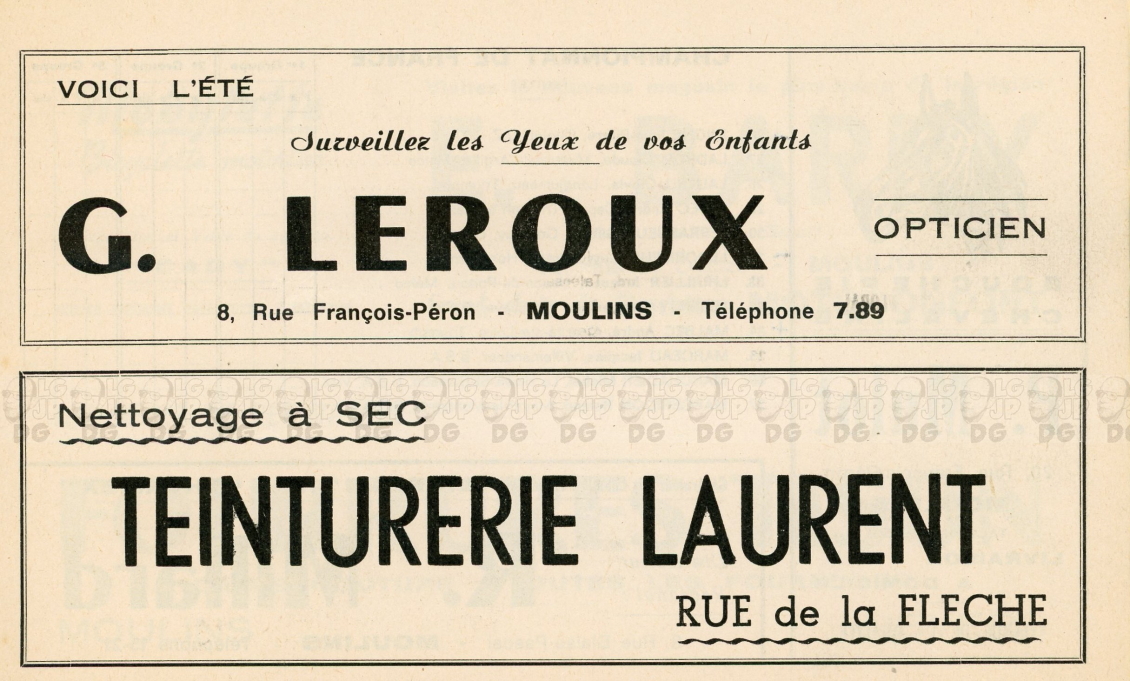 VOICI L'ÉTÉ
Surveillez les Yeux de vos Enfants
G. LEROUX OPTICIEN
8, Rue François-Péron - MOULINS - Téléphone 7.89
Nettoyage à SEC
TEINTURERIE LAURENT
RUE de la FLECHE